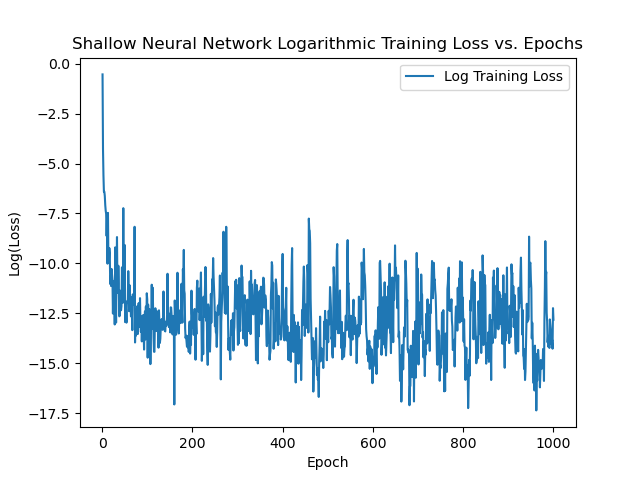 Shallow Neural Network Logarithmic Training Loss vs. Epochs
Log Training Loss
0.0
−2.5
−5.0
−7.5
−10.0
−12.5
−15.0
−17.5
Log(Loss)
0 200 400 600 800 1000
Epoch